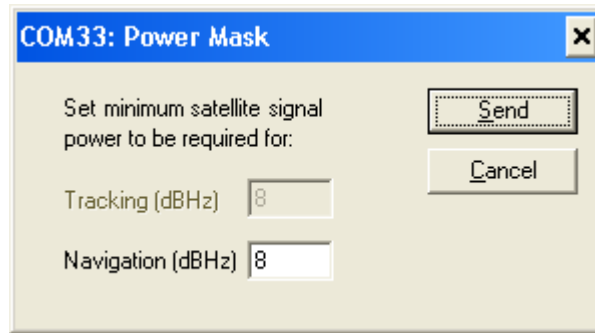 COM33: Power Mask
Set minimum satellite signal
power to be required for:
Send
Cancel
Tracking (dBHz) 8
Navigation (dBHz) 8